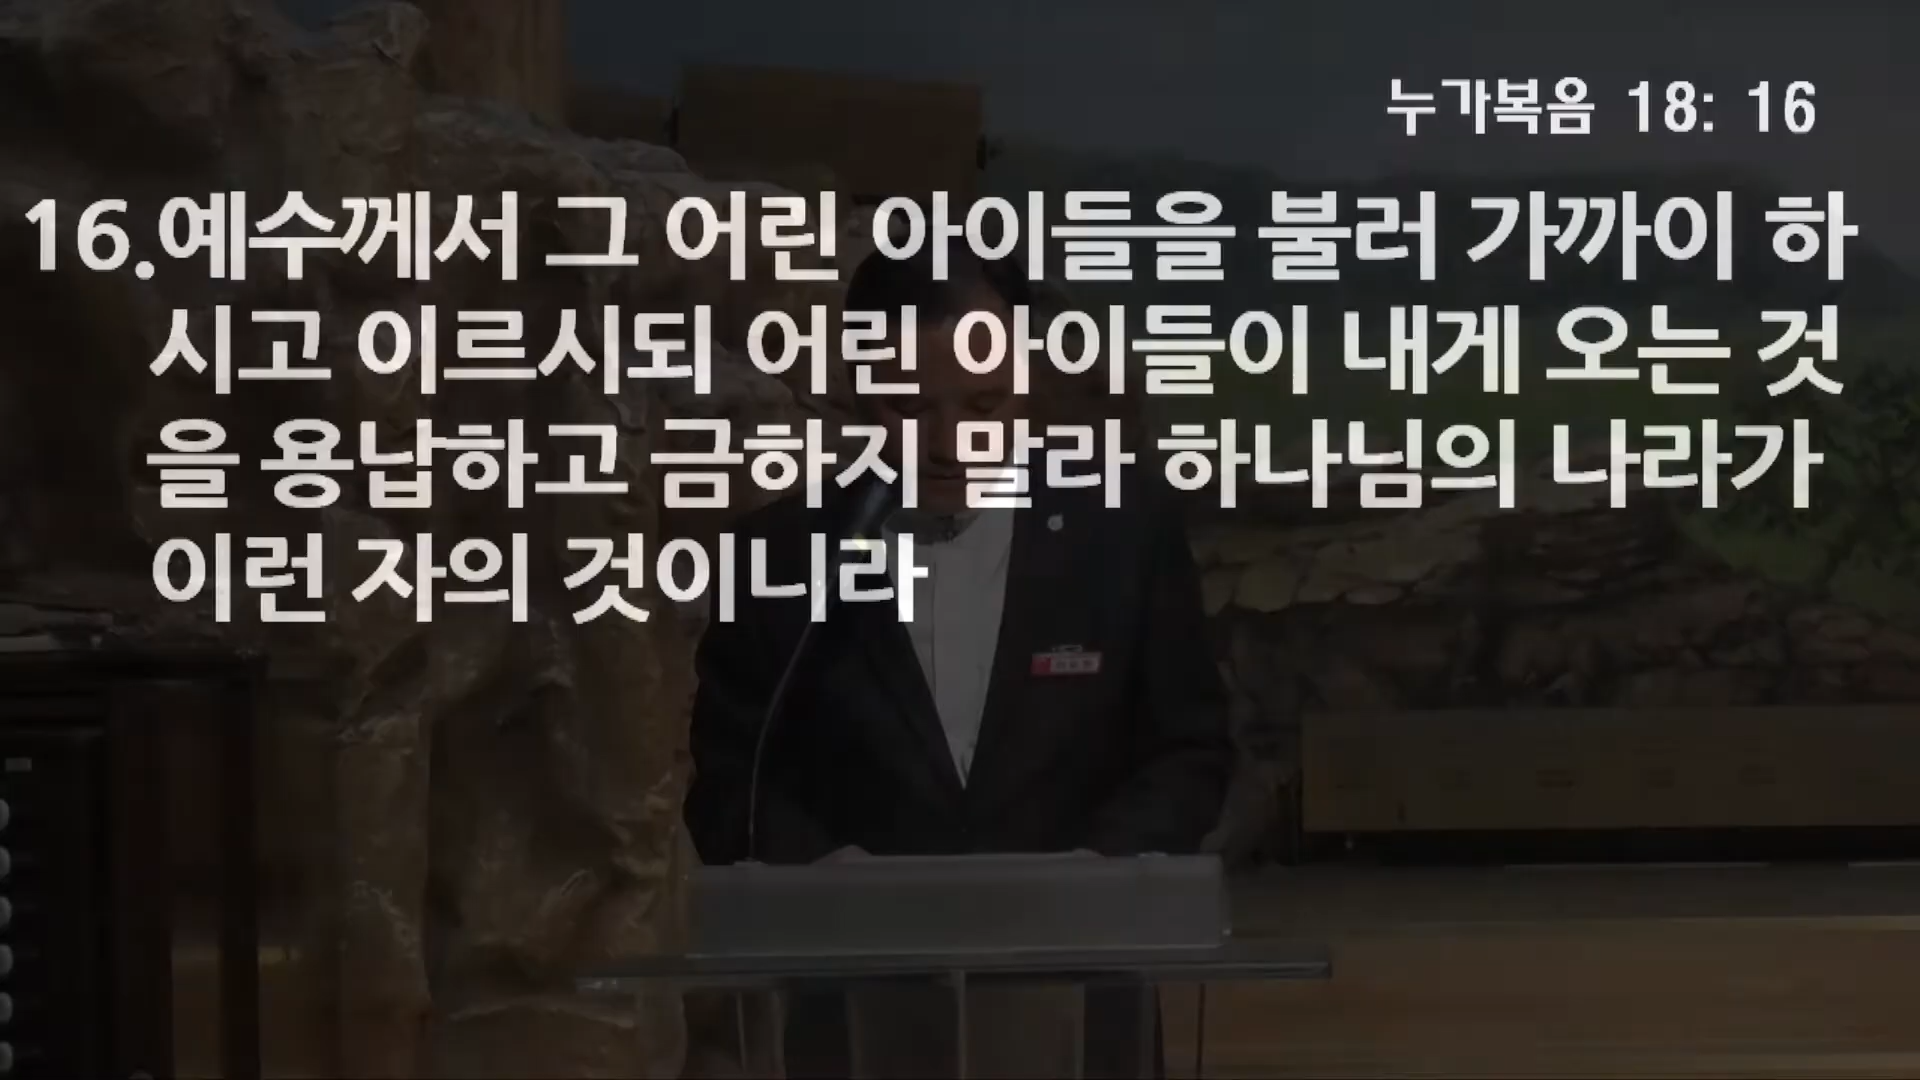 누가복음 18: 16
16.예수께서 그 어린 아이들을 불러 가까이 하
시고 이르시되 어린 아이들이 내게 오는 것
을 용납하고 금하지 말라 하나님의 나라가
이런 자의 것이니라